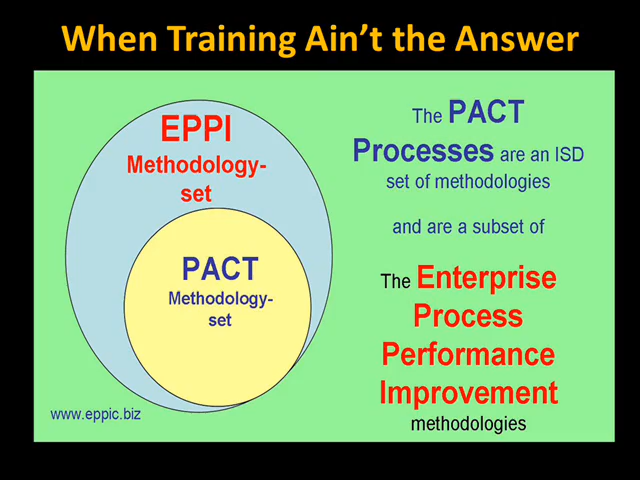 When Training Ain't the Answer
EPPI
Methodology-
set
PACT
Methodology-
set
www.eppic.biz
The PACT
Processes are an ISD
set of methodologies
and are a subset of
The Enterprise
Process
Performance
Improvement
methodologies